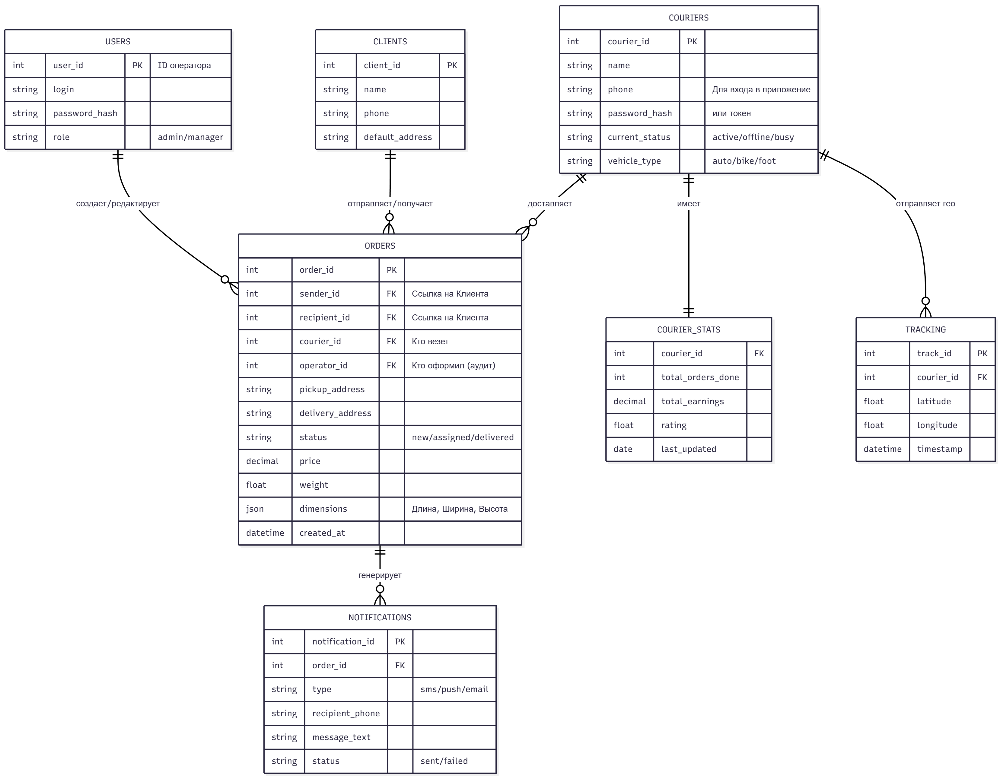 USERS
int user_id PK ID оператора
string login
string password_hash
string role admin/manager
CLIENTS
int client_id PK
string name
string phone
string default_address
COURIERS
int courier_id PK
string name
string phone Для входа в приложение
string password_hash или токен
string current_status active/offline/busy
string vehicle_type auto/bike/foot
создает/редактирует
отправляет/получает
доставляет
имеет
отправляет гео
ORDERS
int order_id PK
int sender_id FK Ссылка на Клиента
int recipient_id FK Ссылка на Клиента
int courier_id FK Кто везет
int operator_id FK Кто оформил (аудит)
string pickup_address
string delivery_address
string status new/assigned/delivered
decimal price
float weight
json dimensions Длина, Ширина, Высота
datetime created_at
COURIER_STATS
int courier_id FK
int total_orders_done
decimal total_earnings
float rating
date last_updated
TRACKING
int track_id PK
int courier_id FK
float latitude
float longitude
datetime timestamp
генерирует
NOTIFICATIONS
int notification_id PK
int order_id FK
string type sms/push/email
string recipient_phone
string message_text
string status sent/failed